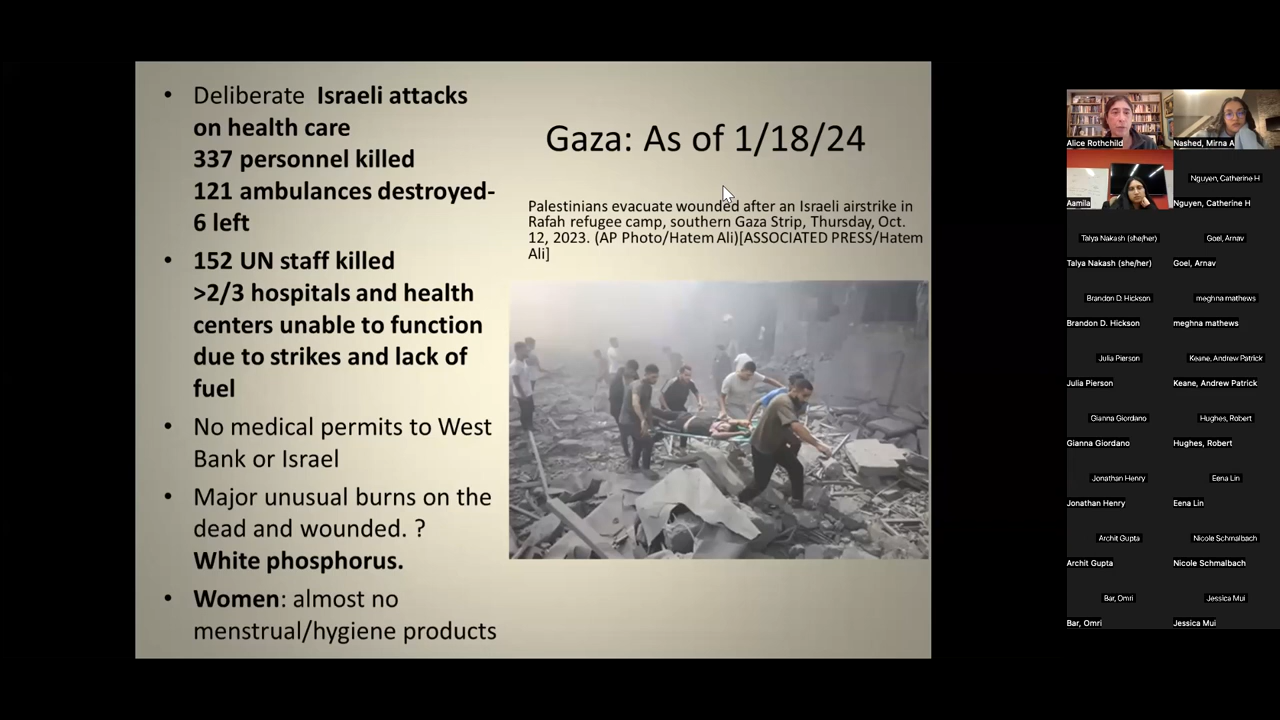 • Deliberate Israeli attacks
on health care
337 personnel killed
121 ambulances destroyed-
6 left
• 152 UN staff killed
>2/3 hospitals and health
centers unable to function
due to strikes and lack of
fuel
• No medical permits to West
Bank or Israel
• Major unusual burns on the
dead and wounded. ?
White phosphorus.
• Women: almost no
menstrual/hygiene products
Gaza: As of 1/18/24
Palestinians evacuate wounded after an Israeli airstrike in
Rafah refugee camp, southern Gaza Strip, Thursday, Oct.
12, 2023. (AP Photo/Hatem Ali)[ASSOCIATED PRESS/Hatem
Ali]
Alice Rothchild
Nashed, Mirna A
Aamila
Nguyen, Catherine H
Nguyen, Catherine H
Talya Nakash (she/her)
Talya Nakash (she/her)
Goel, Arnav
Goel, Arnav
Brandon D. Hickson
Brandon D. Hickson
meghna mathews
meghna mathews
Julia Pierson
Julia Pierson
Keane, Andrew Patrick
Keane, Andrew Patrick
Gianna Giordano
Gianna Giordano
Hughes, Robert
Hughes, Robert
Jonathan Henry
Jonathan Henry
Eena Lin
Eena Lin
Archit Gupta
Archit Gupta
Nicole Schmalbach
Nicole Schmalbach
Bar, Omri
Bar, Omri
Jessica Mui
Jessica Mui